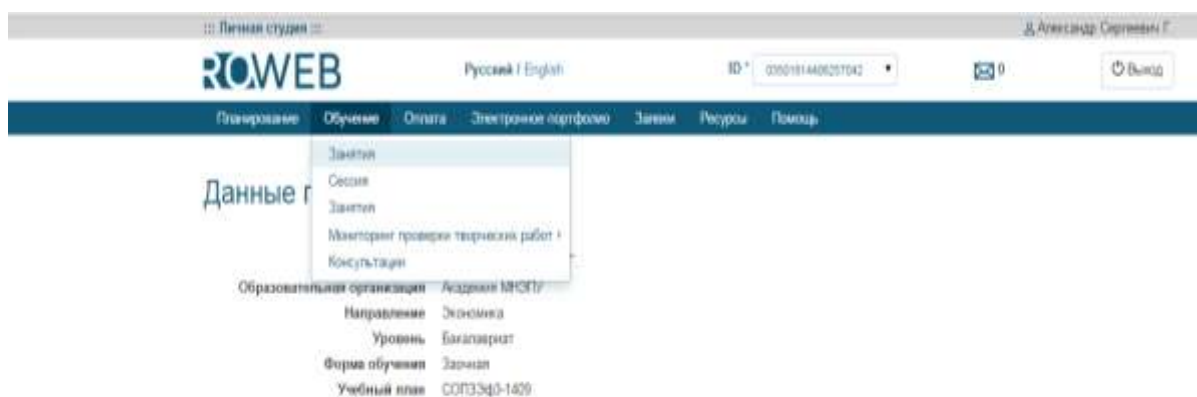 ::: Личная студия :::
Александр Сергеевич Г.
ROWEB
Русский / English
ID *
0
Выход
Планирование Обучение Оплата Электронное портфолио Заявки Ресурсы Помощь
Занятия
Сессия
Занятия
Мониторинг проверки творческих работ
Консультации
Данные п
Образовательная организация Академия МНЭПУ
Направление Экономика
Уровень Бакалавриат
Форма обучения Заочная
Учебный план